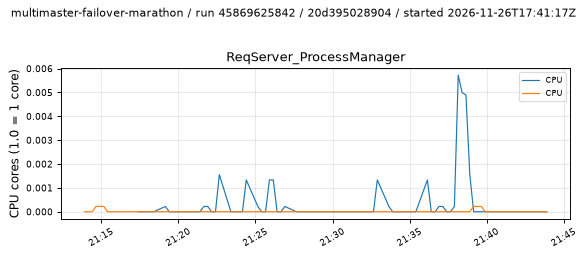 multimaster-failover-marathon / run 45869625842 / 20d395028904 / started 2026-11-26T17:41:17Z
ReqServer_ProcessManager
CPU cores (1.0 = 1 core)
0.006
0.005
0.004
0.003
0.002
0.001
0.000
CPU
CPU
21:15
21:20
21:25
21:30
21:35
21:40
21:45